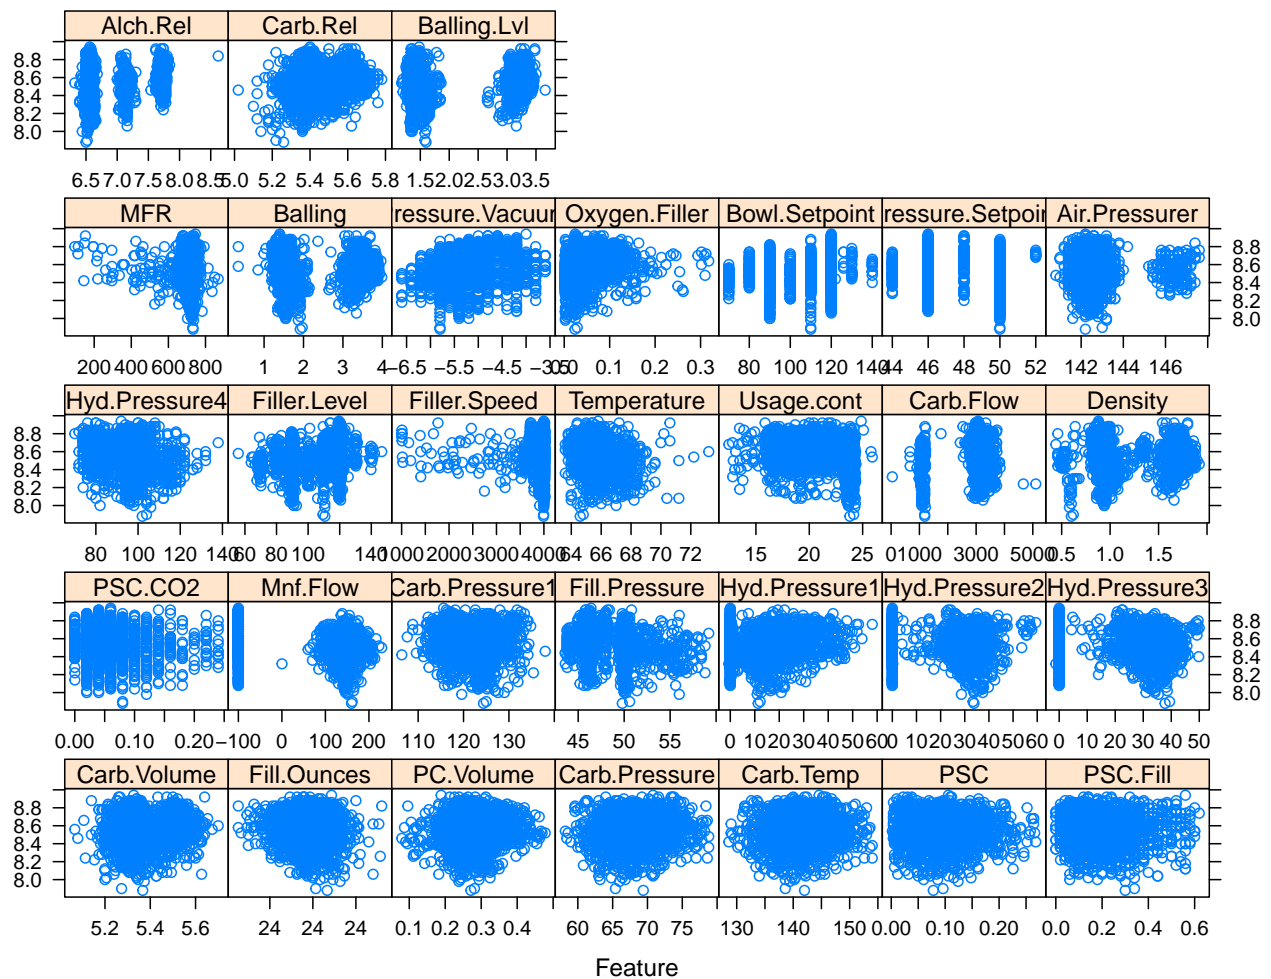 Alch.Rel Carb.Rel Balling.Lvl
8.8
8.6
8.4
8.2
8.0
6.5 7.0 7.5 8.0 8.5 5.0 5.2 5.4 5.6 5.8 1.5 2.0 2.5 3.0 3.5
MFR Balling ressure.Vacuur Oxygen.Filler Bowl.Setpoint ressure.Setpoir Air.Pressurer
8.8
8.6
8.4
8.2
8.0
200 400 600 800 1 2 3 4 −6.5 −5.5 −4.5 −3.5 0.0 0.1 0.2 0.3 80 100 120 140 44 46 48 50 52 142 144 146
Hyd.Pressure4 Filler.Level Filler.Speed Temperature Usage.cont Carb.Flow Density
8.8
8.6
8.4
8.2
8.0
80 100 120 140 60 80 100 140 1000 2000 3000 4000 64 66 68 70 72 15 20 25 0 1000 3000 5000 0.5 1.0 1.5
PSC.CO2 Mnf.Flow Carb.Pressure1 Fill.Pressure Hyd.Pressure1 Hyd.Pressure2 Hyd.Pressure3
8.8
8.6
8.4
8.2
8.0
0.00 0.10 0.20 −100 0 100 200 110 120 130 45 50 55 0 10 20 30 40 50 60 0 10 20 30 40 50 60 0 10 20 30 40 50
Carb.Volume Fill.Ounces PC.Volume Carb.Pressure Carb.Temp PSC PSC.Fill
8.8
8.6
8.4
8.2
8.0
5.2 5.4 5.6 24 24 24 0.1 0.2 0.3 0.4 60 65 70 75 130 140 150 0.00 0.10 0.20 0.0 0.2 0.4 0.6
Feature